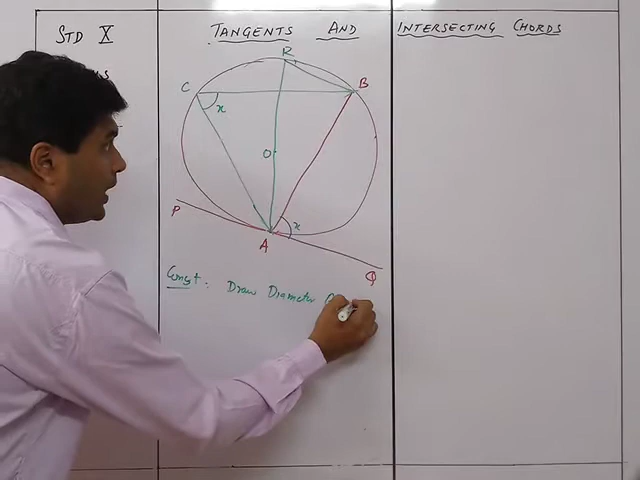 STD X
TANGENTS AND INTERSECTING CHORDS
R
C
B
x
O
P
x
A
Q
Const. Draw Diameter